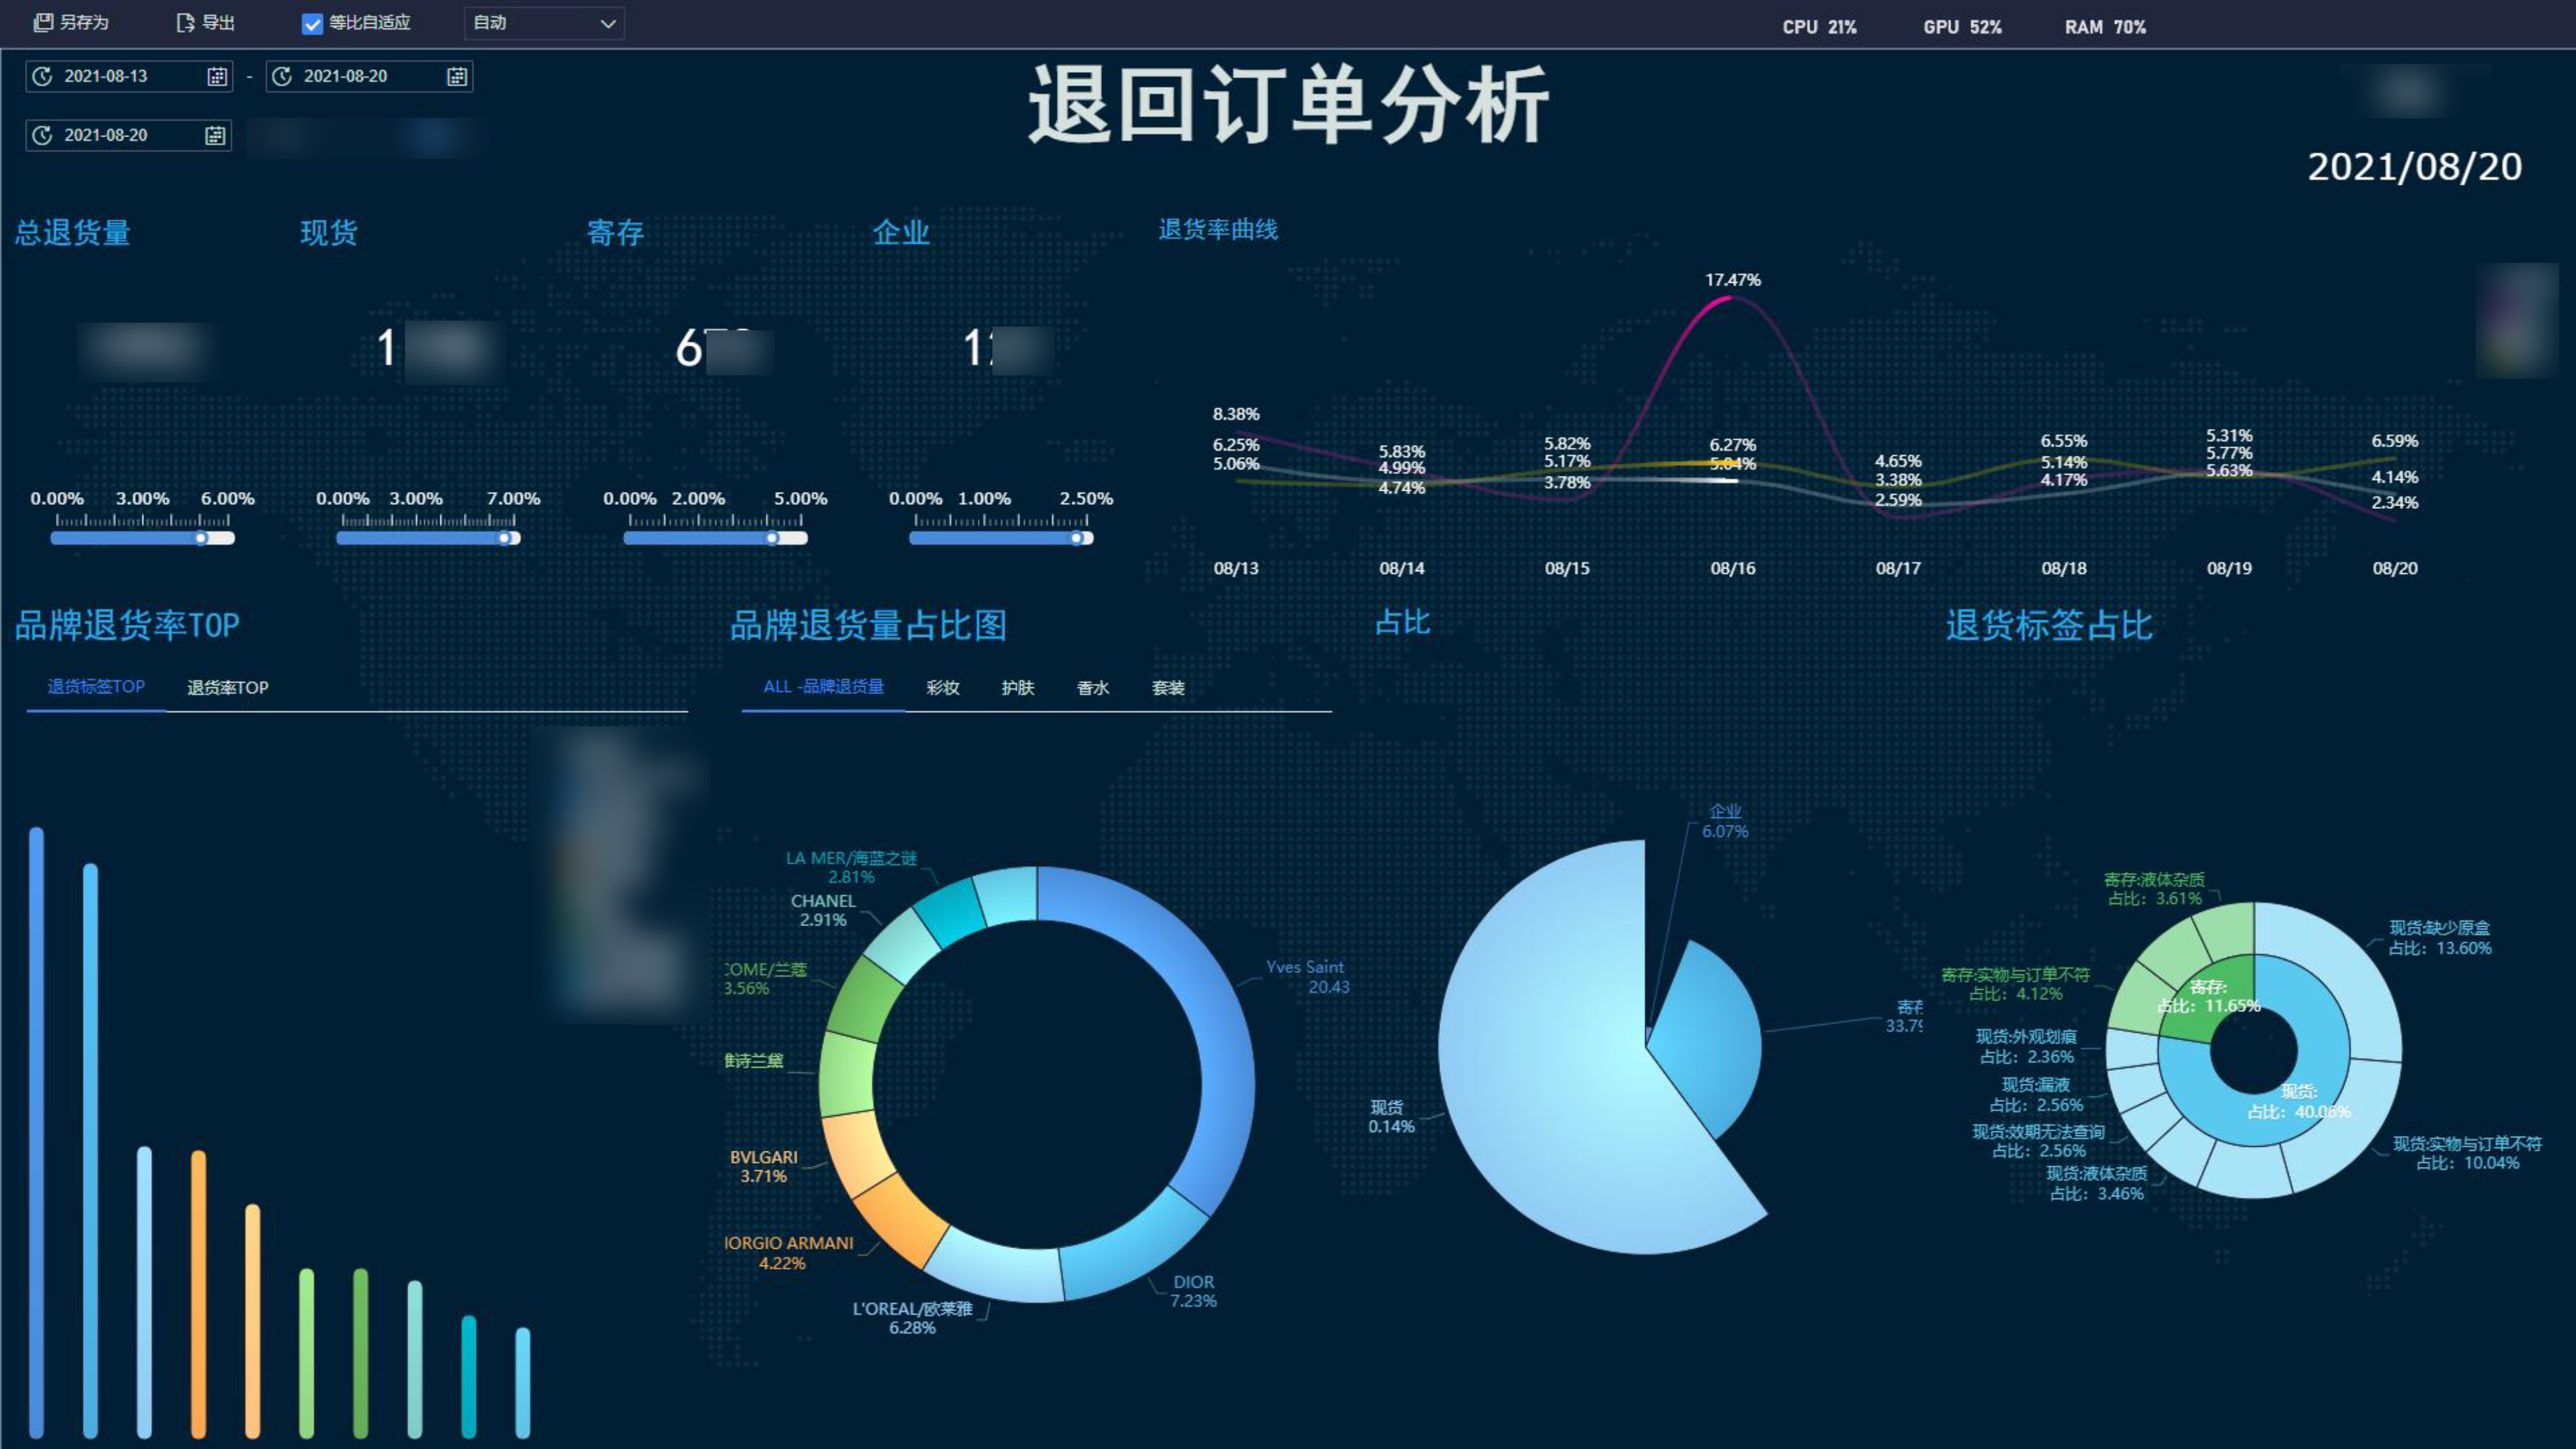 另存为 导出 等比自适应 自动 CPU 21% GPU 52% RAM 70%
2021-08-13 - 2021-08-20
2021-08-20
退回订单分析
2021/08/20
总退货量 现货 寄存 企业
0.00% 3.00% 6.00%
0.00% 3.00% 7.00%
0.00% 2.00% 5.00%
0.00% 1.00% 2.50%
退货率曲线
17.47%
8.38%
6.25%
5.06%
5.83%
4.99%
4.74%
5.82%
5.17%
3.78%
6.27%
5.04%
4.65%
3.38%
2.59%
6.55%
5.14%
4.17%
5.31%
5.77%
5.63%
6.59%
4.14%
2.34%
08/13 08/14 08/15 08/16 08/17 08/18 08/19 08/20
品牌退货率TOP
退货标签TOP 退货率TOP
品牌退货量占比图
ALL -品牌退货量 彩妆 护肤 香水 套装
LA MER/海蓝之谜
2.81%
CHANEL
2.91%
COME/兰蔻
3.56%
诗兰黛
BVLGARI
3.71%
IORGIO ARMANI
4.22%
L'OREAL/欧莱雅
6.28%
DIOR
7.23%
Yves Saint
20.43
占比
企业
6.07%
寄存
33.79
现货
0.14%
退货标签占比
寄存:液体杂质
占比: 3.61%
寄存:实物与订单不符
占比: 4.12%
现货:外观划痕
占比: 2.36%
现货:漏液
占比: 2.56%
现货:效期无法查询
占比: 2.56%
现货:液体杂质
占比: 3.46%
现货:缺少原盒
占比: 13.60%
现货:实物与订单不符
占比: 10.04%
寄存:
占比: 11.65%
现货:
占比: 40.06%